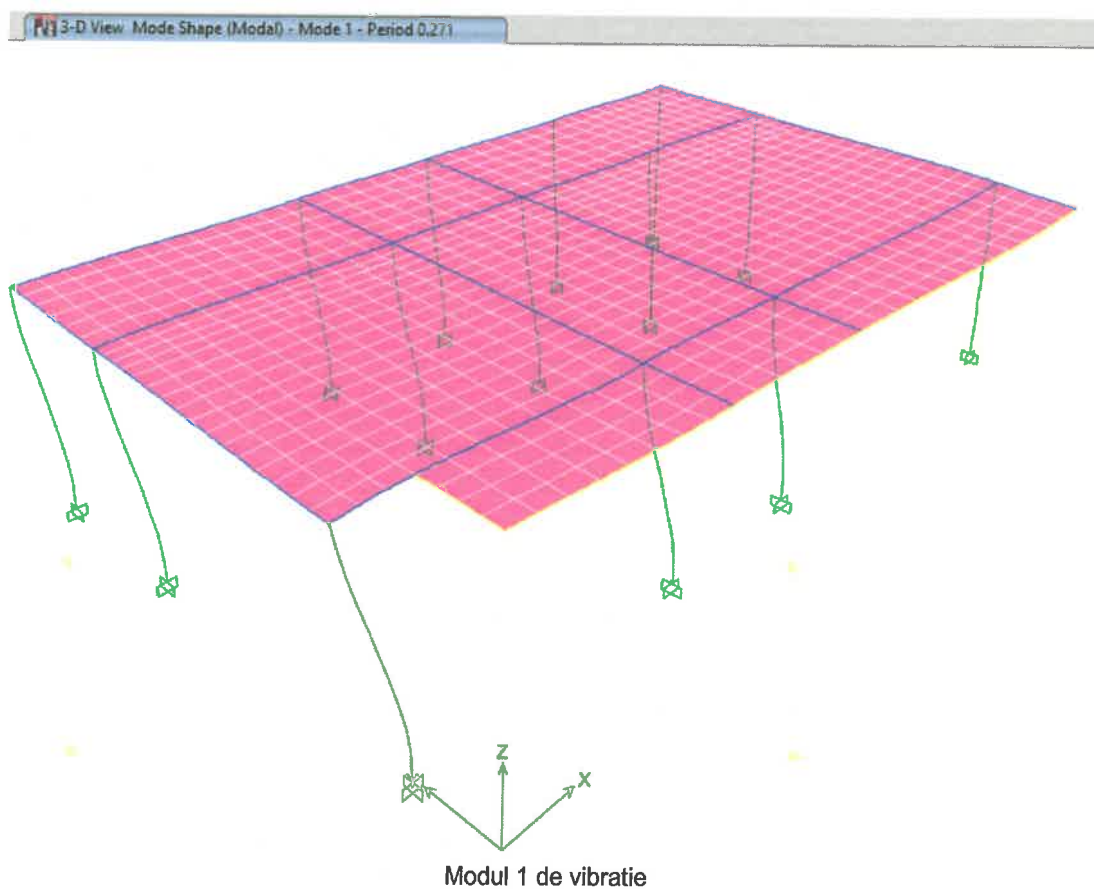 3-D View Mode Shape (Modal) - Mode 1 - Period 0.271
Z
X
Modul 1 de vibratie